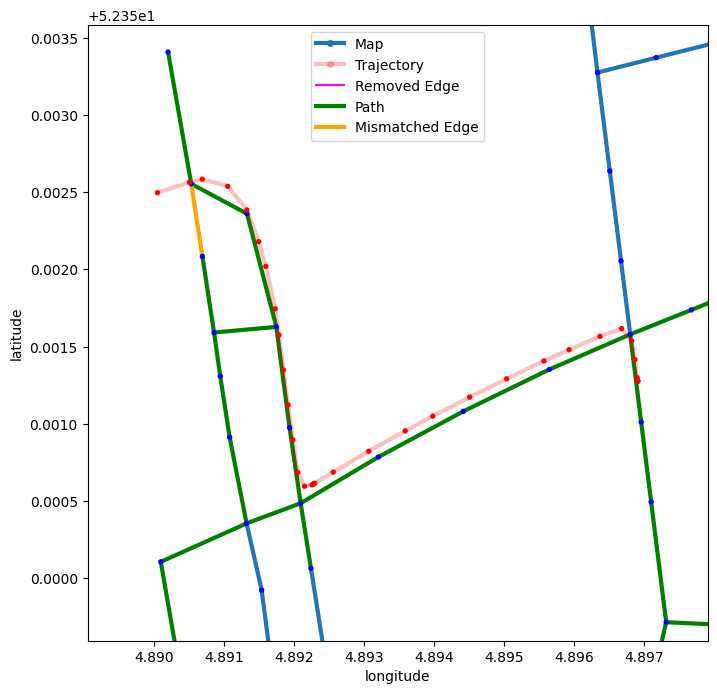 +5.235e1
Map
Trajectory
Removed Edge
Path
Mismatched Edge
0.0035
0.0030
0.0025
0.0020
0.0015
0.0010
0.0005
0.0000
latitude
4.890 4.891 4.892 4.893 4.894 4.895 4.896 4.897
longitude